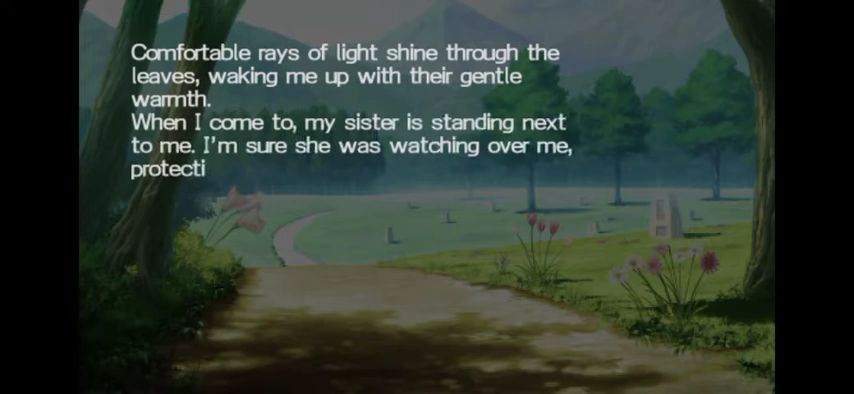 Comfortable rays of light shine through the
leaves, waking me up with their gentle
warmth.
When I come to, my sister is standing next
to me. I'm sure she was watching over me,
protecti